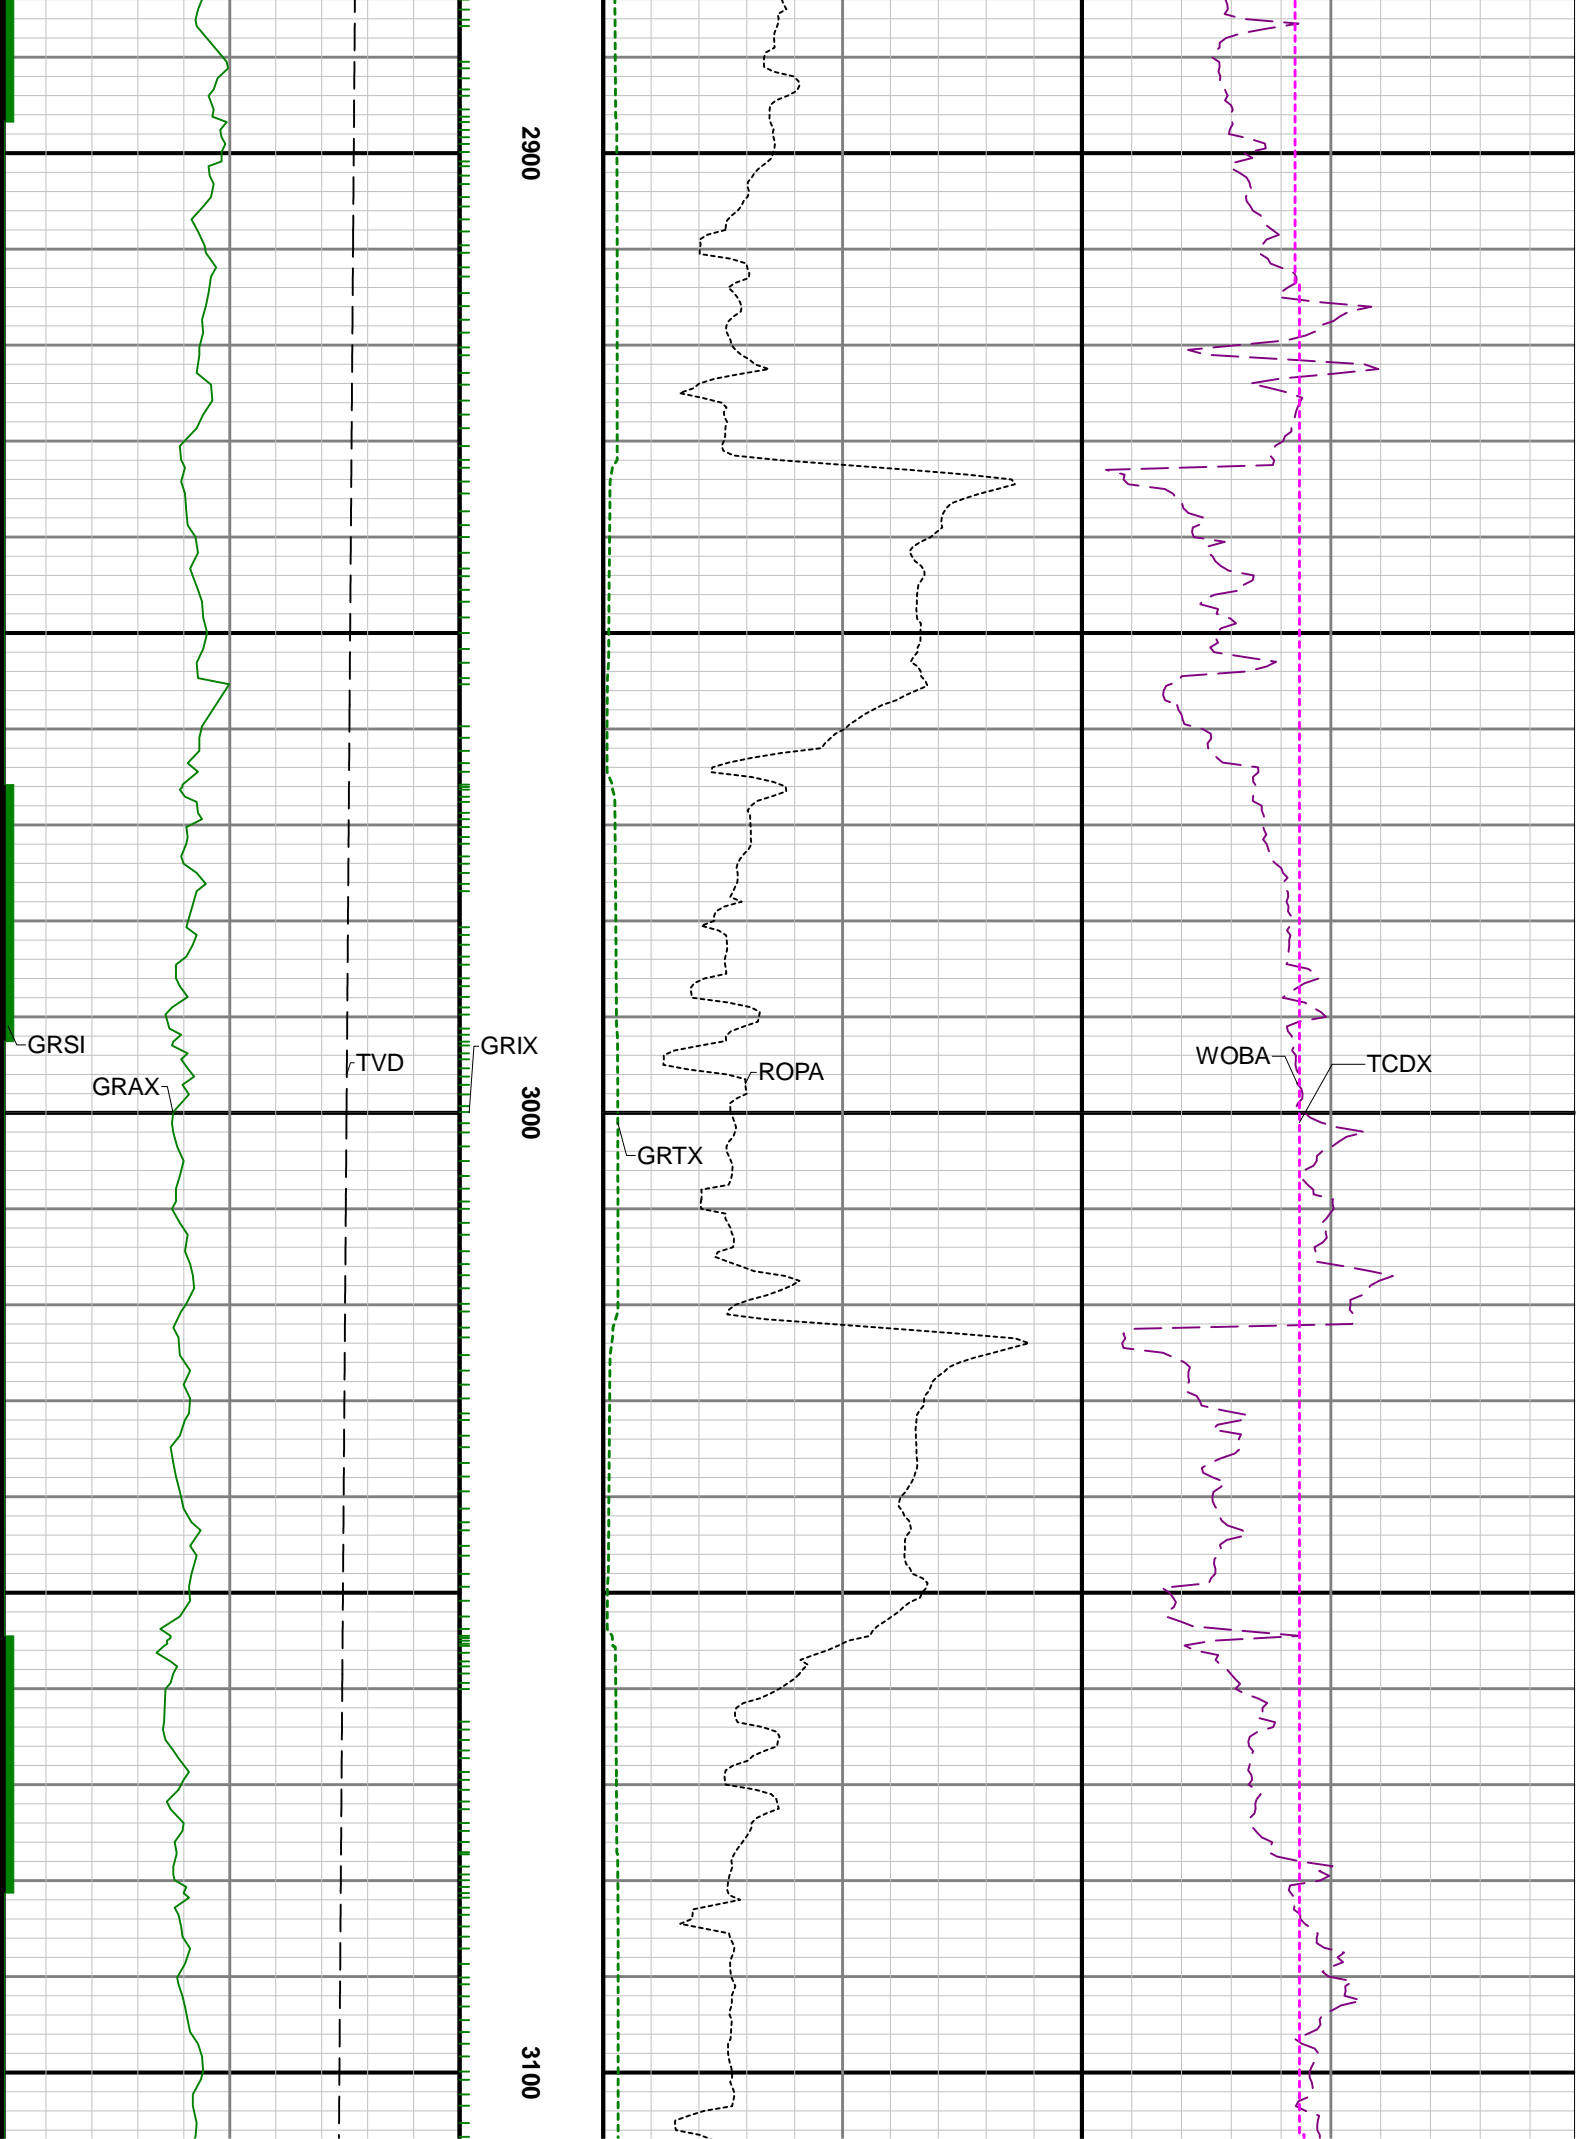 2900
GRSI
GRIX
WOBA
TVD
TCDX
ROPA
GRAX
3000
GRTX
3100